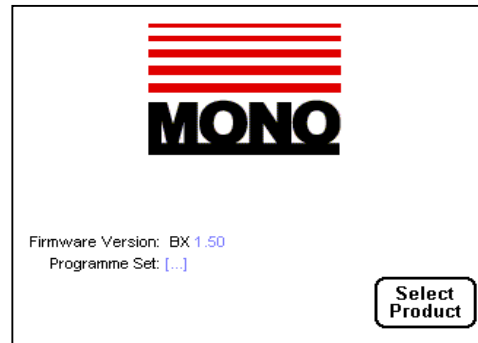 MONO
Firmware Version: BX 1.50
Programme Set: [...]
Select
Product